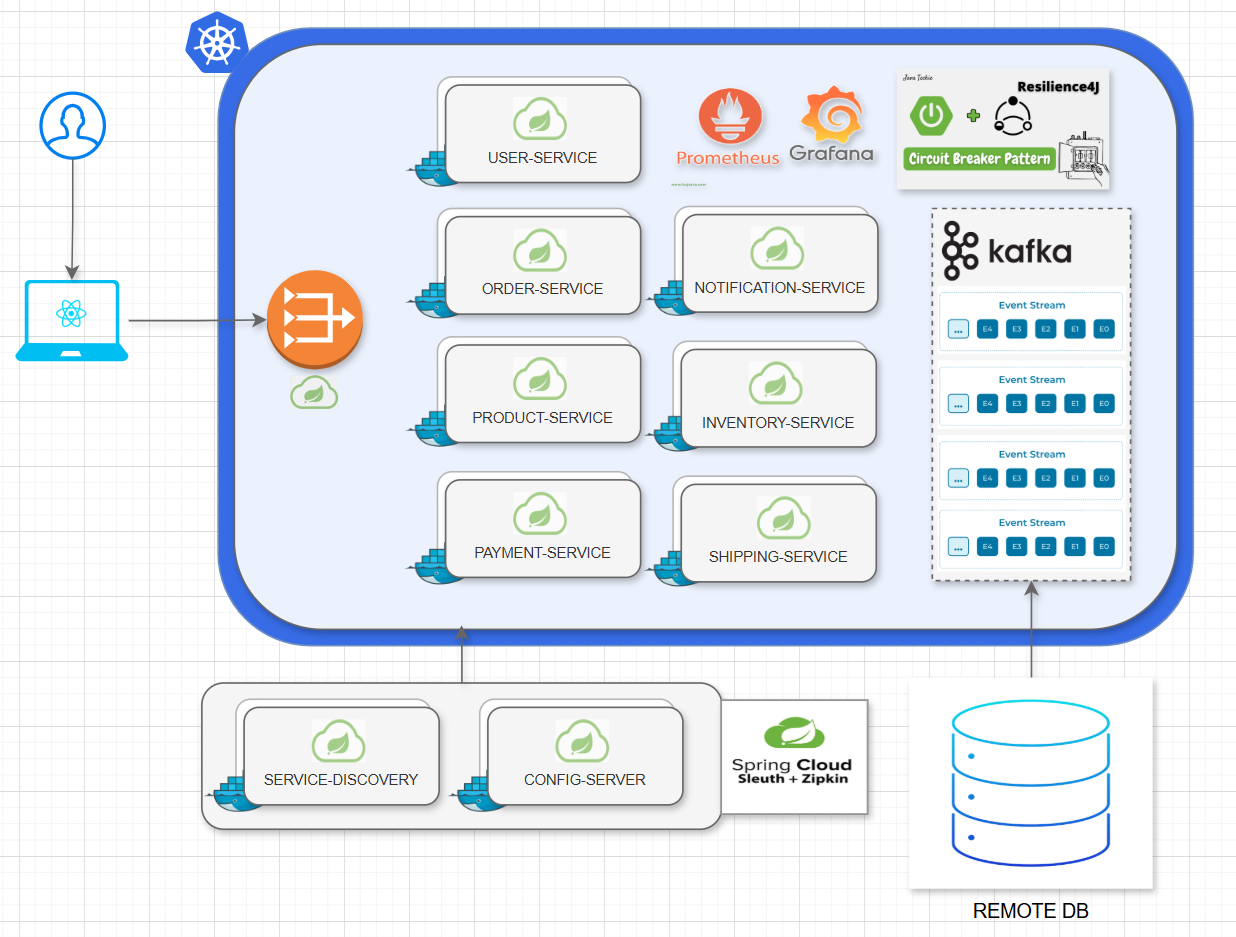 USER-SERVICE
Prometheus
Grafana
Java Techie
Resilience4J
Circuit Breaker Pattern
ORDER-SERVICE
NOTIFICATION-SERVICE
kafka
Event Stream
... E4 E3 E2 E1 E0
PRODUCT-SERVICE
INVENTORY-SERVICE
Event Stream
... E4 E3 E2 E1 E0
Event Stream
... E4 E3 E2 E1 E0
PAYMENT-SERVICE
SHIPPING-SERVICE
Event Stream
... E4 E3 E2 E1 E0
SERVICE-DISCOVERY
CONFIG-SERVER
Spring Cloud
Sleuth + Zipkin
REMOTE DB